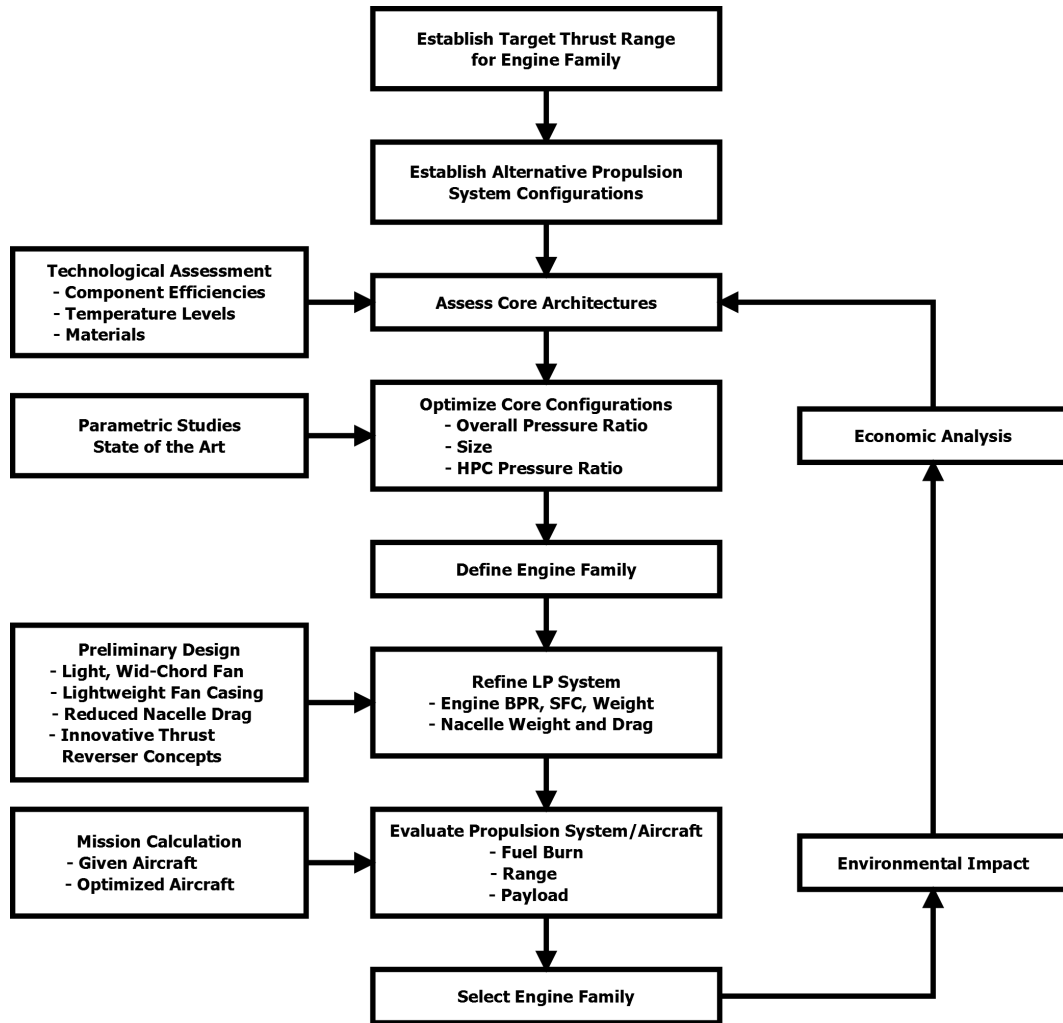 Establish Target Thrust Range
for Engine Family
Establish Alternative Propulsion
System Configurations
Technological Assessment
- Component Efficiencies
- Temperature Levels
- Materials
Assess Core Architectures
Parametric Studies
State of the Art
Optimize Core Configurations
- Overall Pressure Ratio
- Size
- HPC Pressure Ratio
Economic Analysis
Define Engine Family
Preliminary Design
- Light, Wid-Chord Fan
- Lightweight Fan Casing
- Reduced Nacelle Drag
- Innovative Thrust
Reverser Concepts
Refine LP System
- Engine BPR, SFC, Weight
- Nacelle Weight and Drag
Mission Calculation
- Given Aircraft
- Optimized Aircraft
Evaluate Propulsion System/Aircraft
- Fuel Burn
- Range
- Payload
Environmental Impact
Select Engine Family